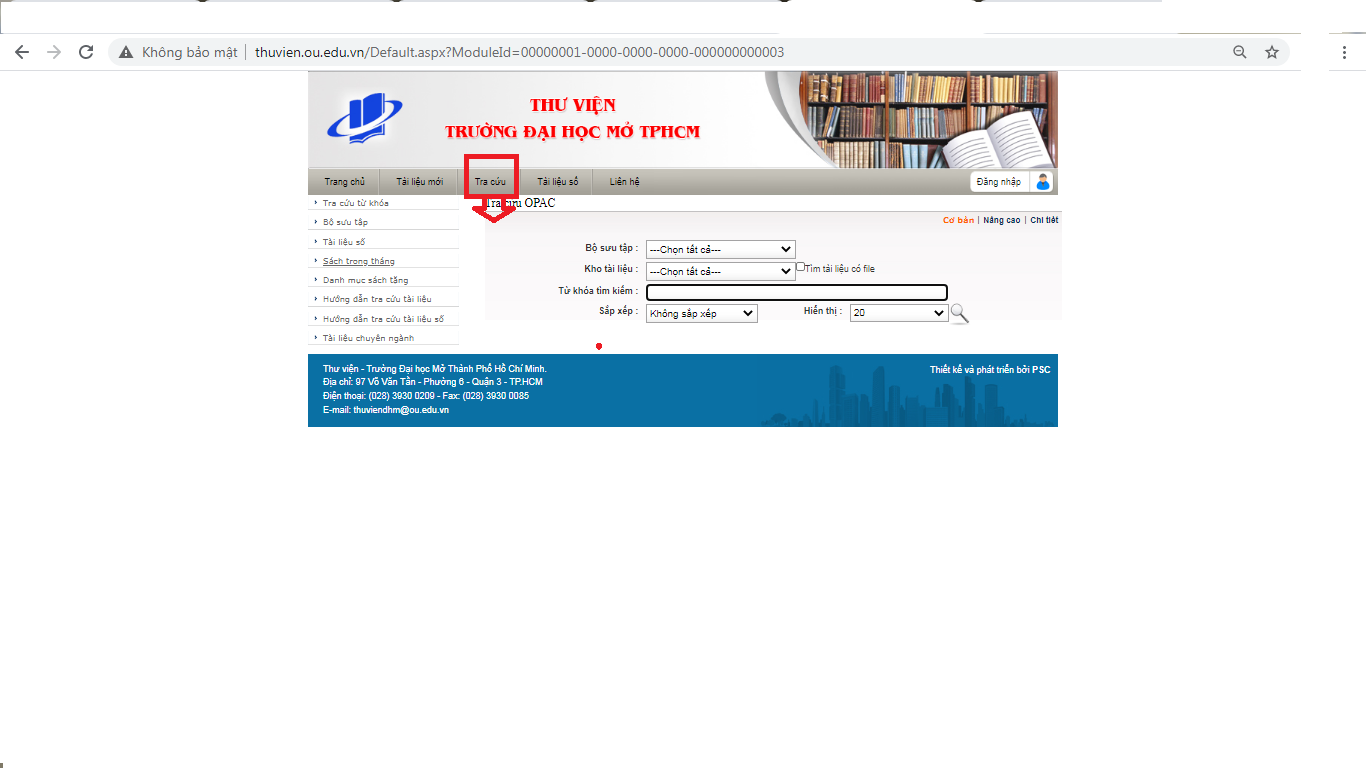 Không bảo mật
thuvien.ou.edu.vn/Default.aspx?ModuleId=00000001-0000-0000-0000-000000000003
THƯ VIỆN
TRƯỜNG ĐẠI HỌC MỞ TPHCM
Trang chủ Tài liệu mới Tra cứu Tài liệu số Liên hệ Đăng nhập
Tra cứu từ khóa
Bộ sưu tập
Tài liệu số
Sách trong tháng
Danh mục sách tặng
Hướng dẫn tra cứu tài liệu
Hướng dẫn tra cứu tài liệu số
Tài liệu chuyên ngành
Tra cứu OPAC
Cơ bản | Nâng cao | Chi tiết
Bộ sưu tập : ---Chọn tất cả---
Kho tài liệu : ---Chọn tất cả--- Tìm tài liệu có file
Từ khóa tìm kiếm :
Sắp xếp : Không sắp xếp Hiển thị : 20
Thư viện - Trường Đại học Mở Thành Phố Hồ Chí Minh.
Địa chỉ: 97 Võ Văn Tần - Phường 6 - Quận 3 - TP.HCM
Điện thoại: (028) 3930 0209 - Fax: (028) 3930 0085
E-mail: thuviendhm@ou.edu.vn
Thiết kế và phát triển bởi PSC